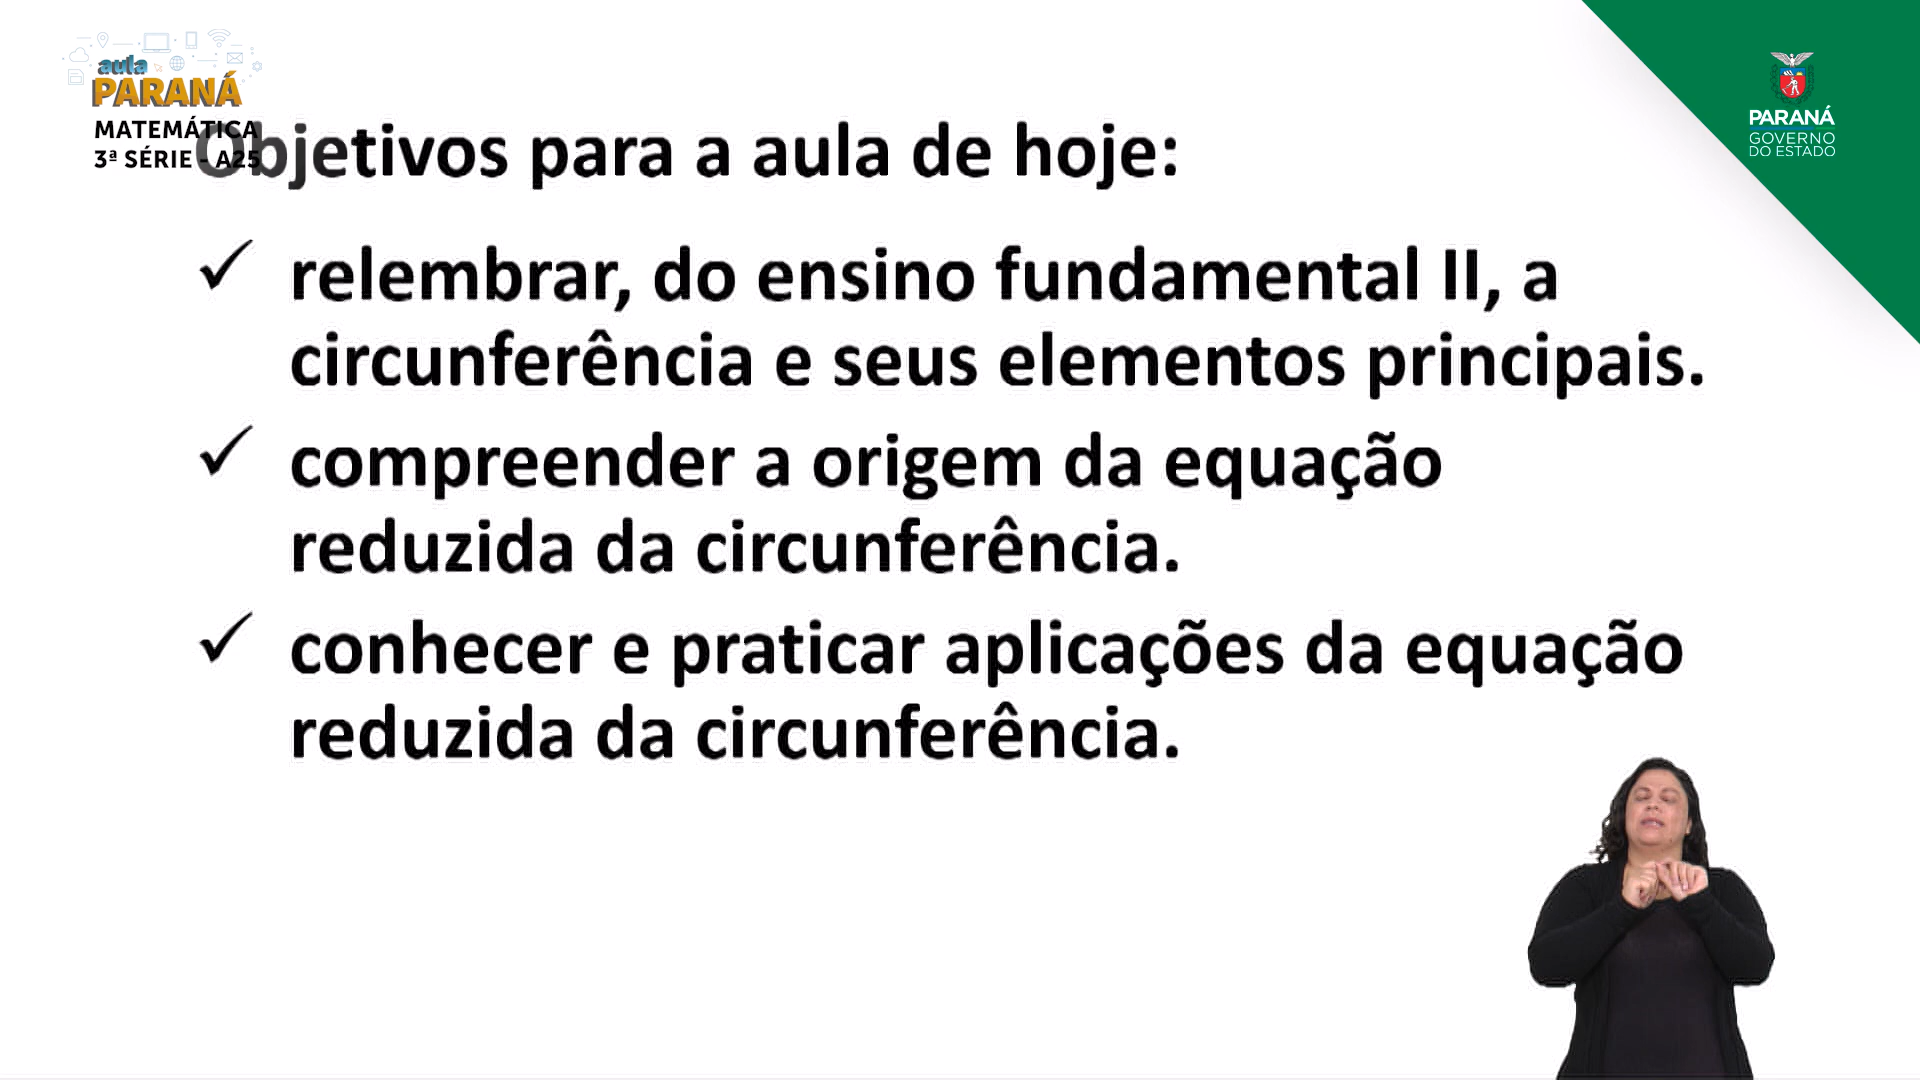 aula
PARANÁ
MATEMÁTICA
3ª SÉRIE - A25
Objetivos para a aula de hoje:
✓ relembrar, do ensino fundamental II, a
circunferência e seus elementos principais.
✓ compreender a origem da equação
reduzida da circunferência.
✓ conhecer e praticar aplicações da equação
reduzida da circunferência.
PARANÁ
GOVERNO
DO ESTADO